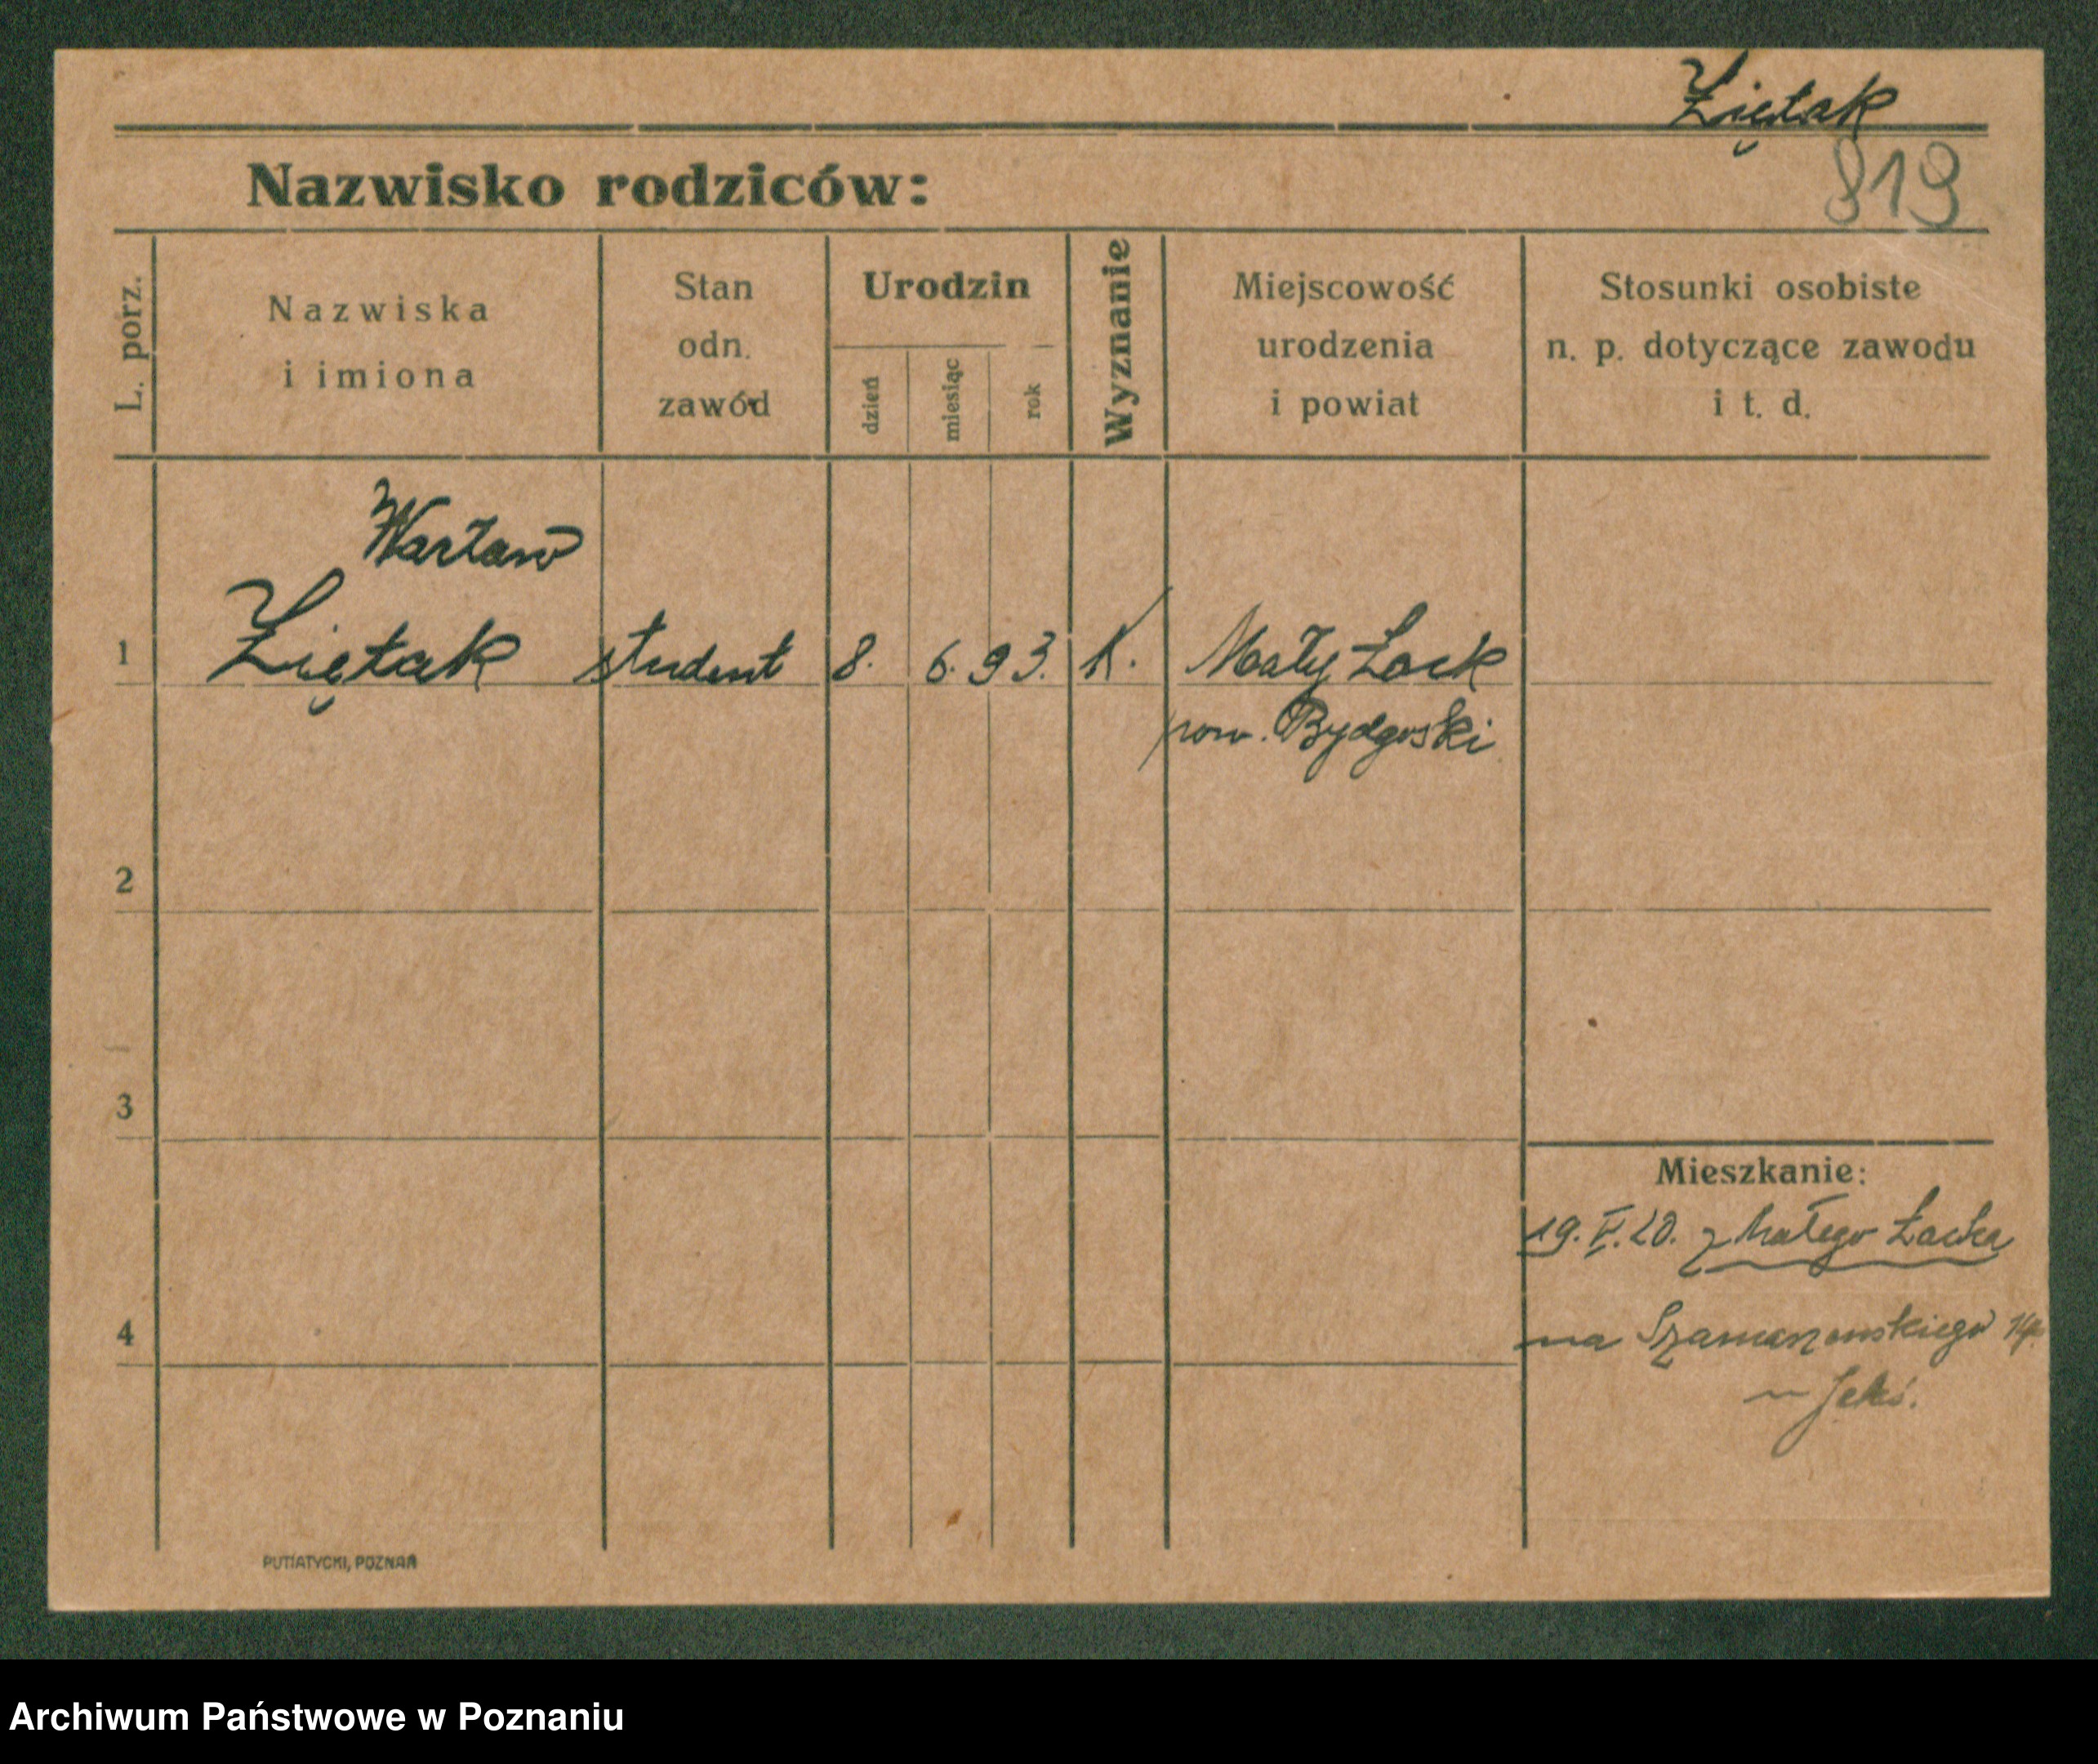 Ziętak
Nazwisko rodziców:
819
L. porz.
Nazwiska
i imiona
Stan
odn.
zawód
Urodzin
dzień
miesiąc
rok
Wyznanie
Miejscowość
urodzenia
i powiat
Stosunki osobiste
n. p. dotyczące zawodu
i t. d.
Wacław
1 Ziętak student 8. 6. 93. K. Mały Łack
pow. Bydgoski
2
3
Mieszkanie:
19. V. 20. z Małego Łacka
4 na Szamarzewskiego
PUTIATYCKI, POZNAŃ
Archiwum Państwowe w Poznaniu